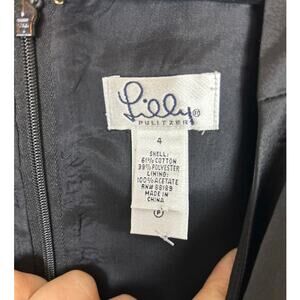 Lilly®
PULITZER®
4
SHELL:
61% COTTON
39% POLYESTER
LINING:
100% ACETATE
RN# 88189
MADE IN
CHINA
P